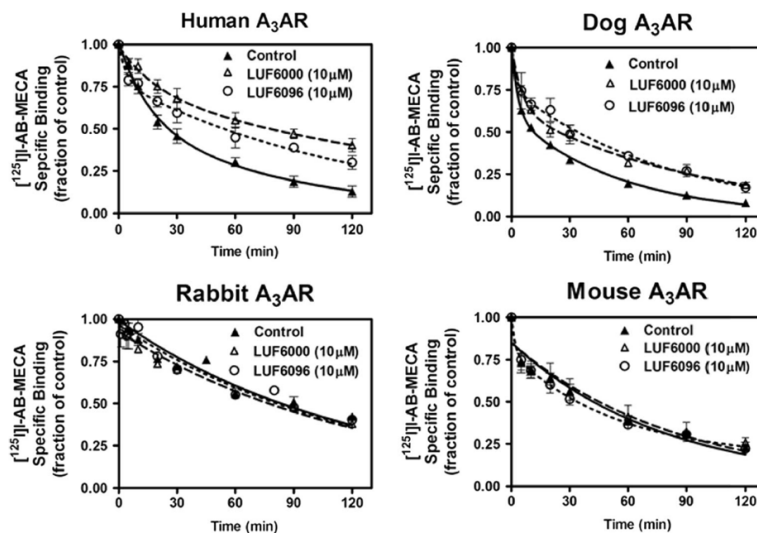 Human A₃AR
[¹²⁵I]I-AB-MECA
Sepcific Binding
(fraction of control)
1.00
0.75
0.50
0.25
0.00
Control
LUF6000 (10μM)
LUF6096 (10μM)
0 30 60 90 120
Time (min)
Dog A₃AR
[¹²⁵I]I-AB-MECA
Sepcific Binding
(fraction of control)
1.00
0.75
0.50
0.25
0.00
Control
LUF6000 (10μM)
LUF6096 (10μM)
0 30 60 90 120
Time (min)
Rabbit A₃AR
[¹²⁵I]I-AB-MECA
Specific Binding
(fraction of control)
1.00
0.75
0.50
0.25
0.00
Control
LUF6000 (10μM)
LUF6096 (10μM)
0 30 60 90 120
Time (min)
Mouse A₃AR
[¹²⁵I]I-AB-MECA
Specific Binding
(fraction of control)
1.00
0.75
0.50
0.25
0.00
Control
LUF6000 (10μM)
LUF6096 (10μM)
0 30 60 90 120
Time (min)